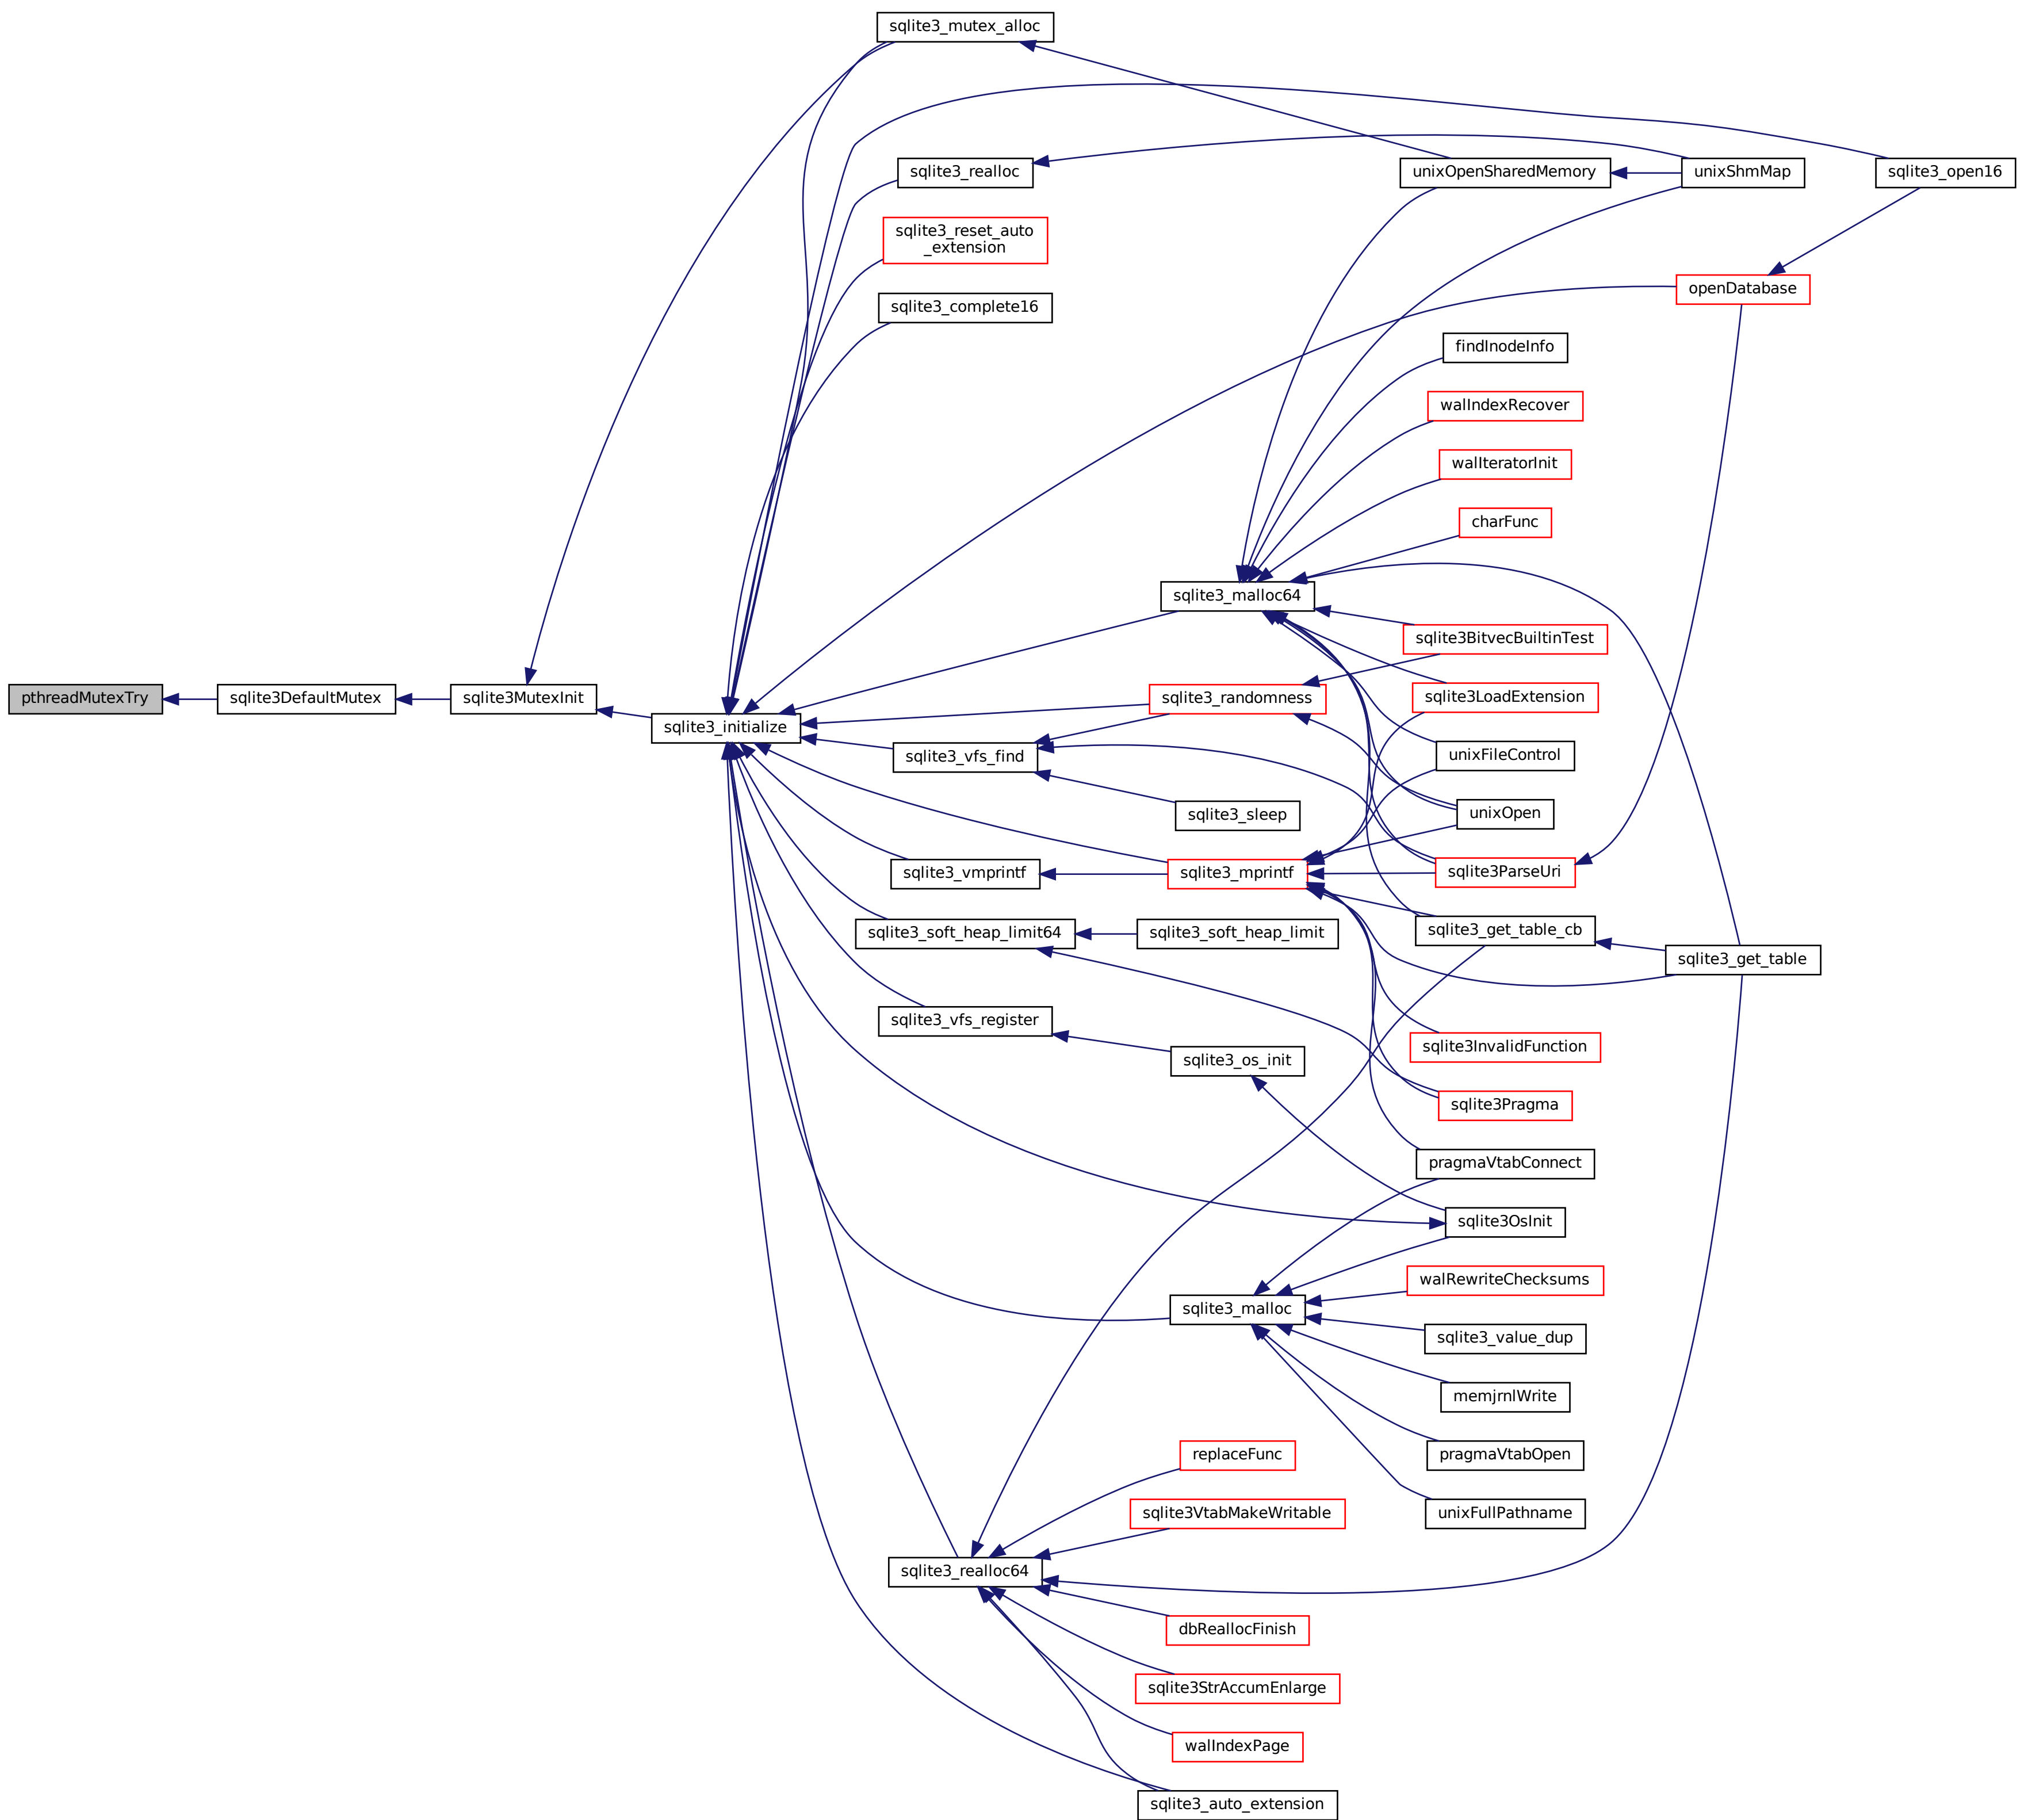 sqlite3_mutex_alloc
sqlite3_realloc
unixOpenSharedMemory
unixShmMap
sqlite3_open16
sqlite3_reset_auto
_extension
openDatabase
sqlite3_complete16
findInodeInfo
walIndexRecover
walIteratorInit
charFunc
sqlite3_malloc64
sqlite3BitvecBuiltinTest
pthreadMutexTry
sqlite3DefaultMutex
sqlite3MutexInit
sqlite3_randomness
sqlite3LoadExtension
sqlite3_initialize
sqlite3_vfs_find
unixFileControl
sqlite3_sleep
unixOpen
sqlite3_vmprintf
sqlite3_mprintf
sqlite3ParseUri
sqlite3_soft_heap_limit64
sqlite3_soft_heap_limit
sqlite3_get_table_cb
sqlite3_get_table
sqlite3_vfs_register
sqlite3InvalidFunction
sqlite3_os_init
sqlite3Pragma
pragmaVtabConnect
sqlite3OsInit
walRewriteChecksums
sqlite3_malloc
sqlite3_value_dup
memjrnlWrite
replaceFunc
pragmaVtabOpen
sqlite3VtabMakeWritable
unixFullPathname
sqlite3_realloc64
dbReallocFinish
sqlite3StrAccumEnlarge
walIndexPage
sqlite3_auto_extension